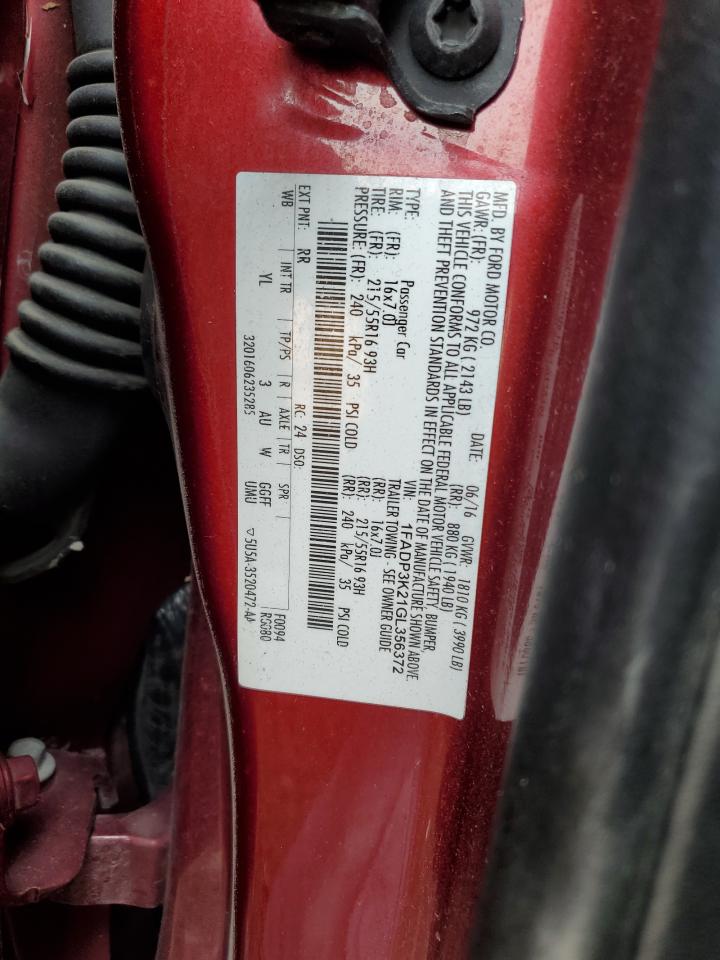 MFD. BY FORD MOTOR CO.
DATE: 06/16 GVWR: 1810 KG ( 3990 LB)
GAWR: (FR): 972 KG ( 2143 LB) (RR): 880 KG ( 1940 LB)
THIS VEHICLE CONFORMS TO ALL APPLICABLE FEDERAL MOTOR VEHICLE SAFETY, BUMPER,
AND THEFT PREVENTION STANDARDS IN EFFECT ON THE DATE OF MANUFACTURE SHOWN ABOVE.
VIN: 1FADP3K21GL356372
TYPE: Passenger Car TRAILER TOWING - SEE OWNER GUIDE
RIM: (FR): 16x7.0J (RR): 16x7.0J
TIRE: (FR): 215/55R16 93H (RR): 215/55R16 93H
PRESSURE: (FR): 240 kPa/ 35 PSI COLD (RR): 240 kPa/ 35 PSI COLD
EXT PNT: RR RC: 24 DSO: F0094
WB INT TR TP/PS R AXLE TR SPR
YL 3 AU W GGFF
3201606235285 UMU ▽5U5A-3520472-A